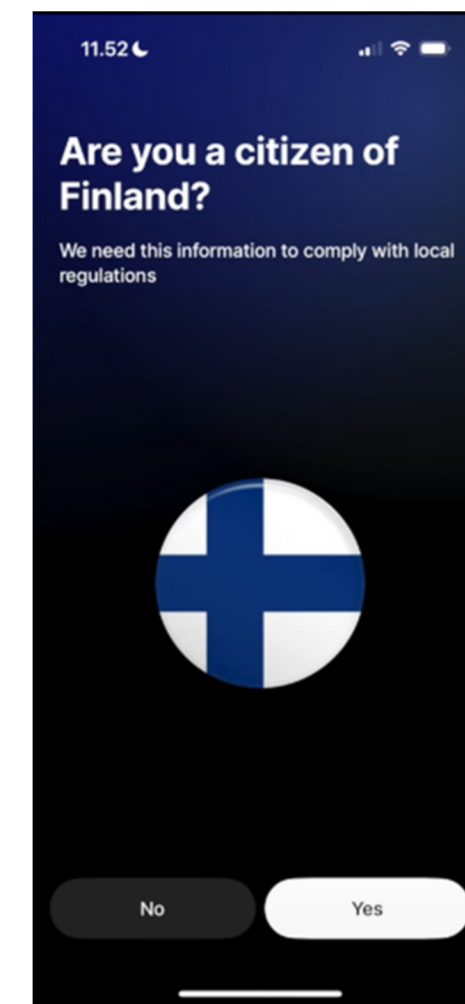 11.52
Are you a citizen of
Finland?
We need this information to comply with local
regulations
No
Yes